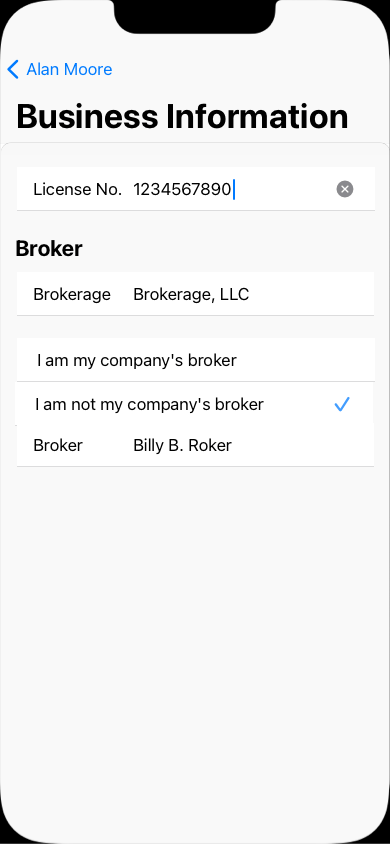 Alan Moore
Business Information
License No. 1234567890
Broker
Brokerage Brokerage, LLC
I am my company's broker
I am not my company's broker
Broker Billy B. Roker